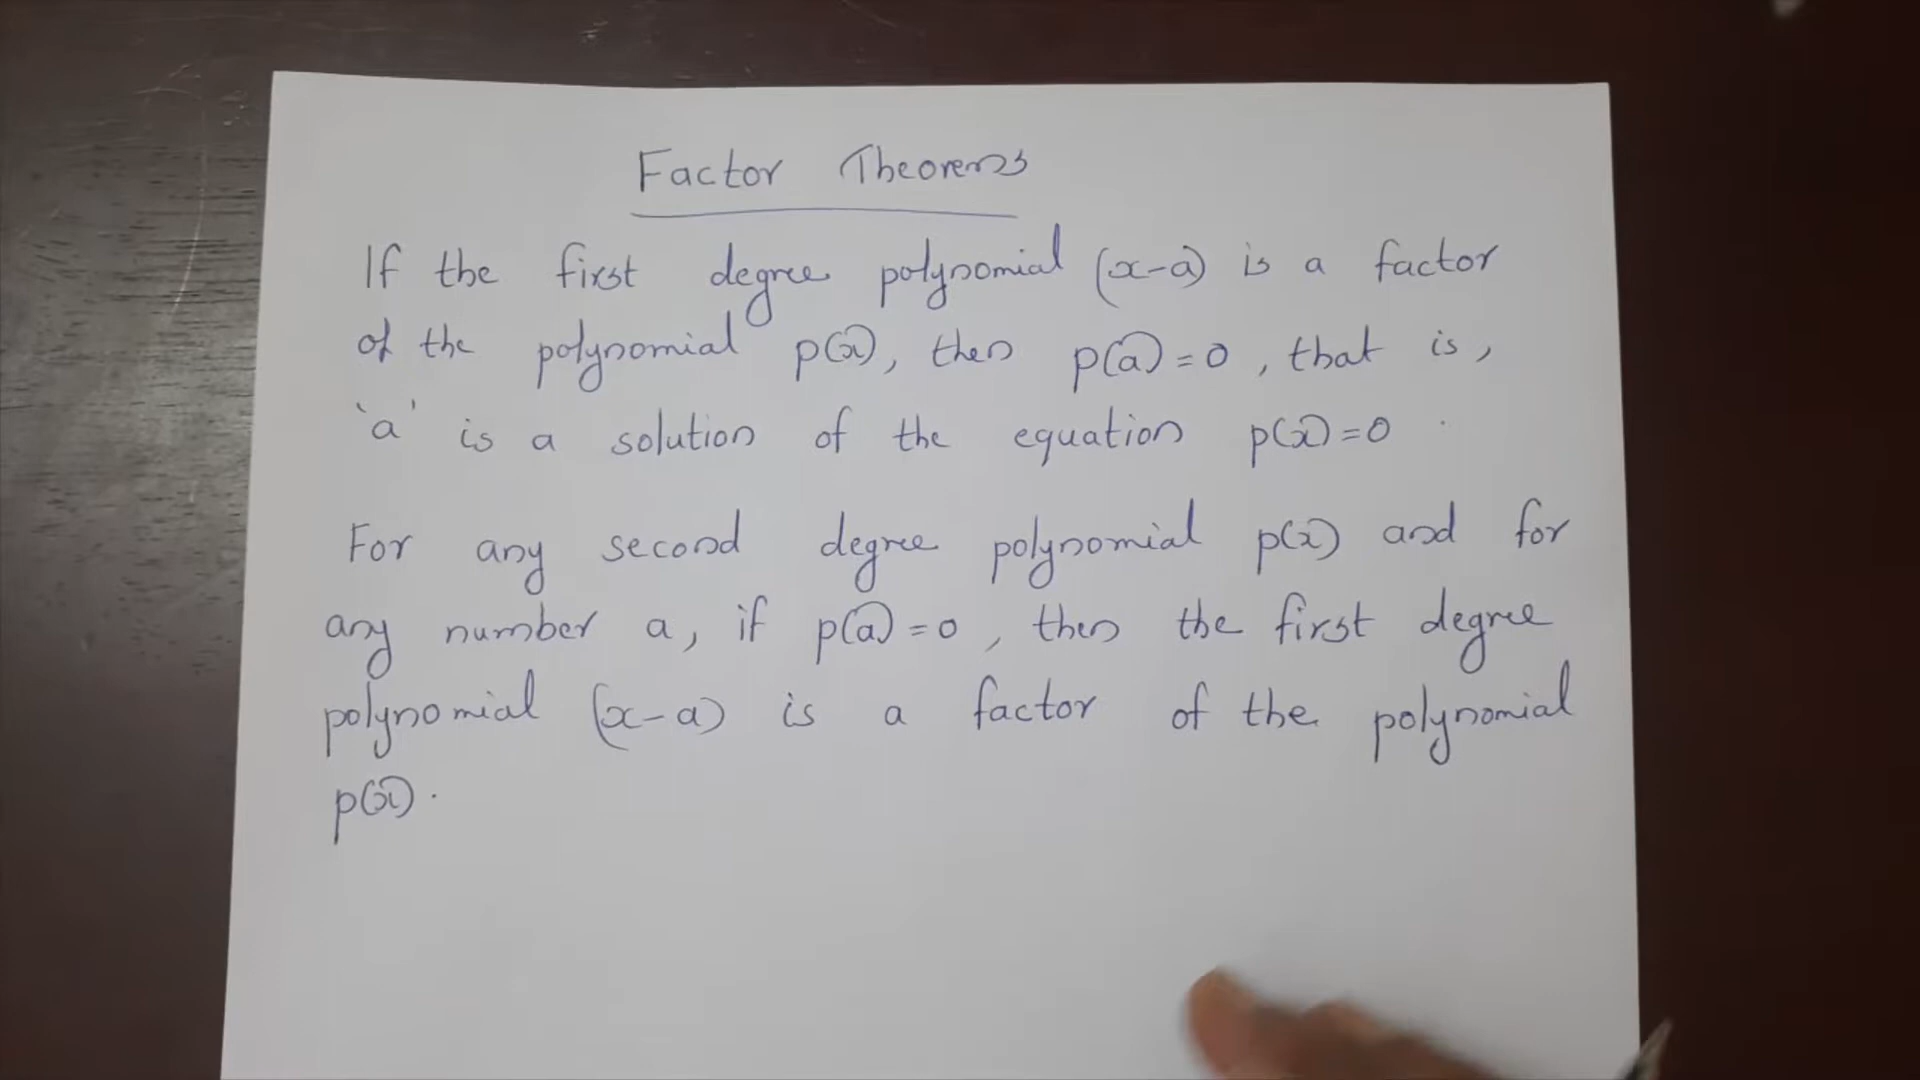 Factor Theorem
If the first degree polynomial (x-a) is a factor
of the polynomial p(x), then p(a)=0, that is,
'a' is a solution of the equation p(x)=0
For any second degree polynomial p(x) and for
any number a, if p(a)=0, then the first degree
polynomial (x-a) is a factor of the polynomial
p(x).